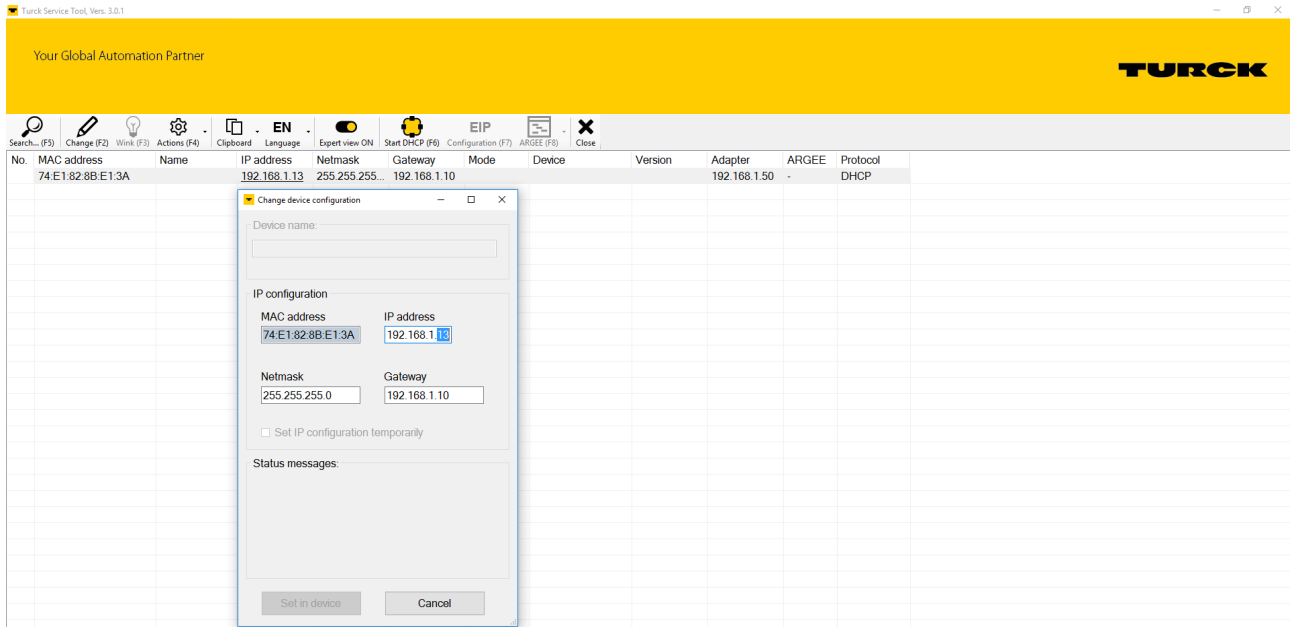 Turck Service Tool, Vers. 3.0.1
Your Global Automation Partner
TURCK
Search... (F5) Change (F2) Wink (F3) Actions (F4) Clipboard EN Language Expert view ON Start DHCP (F6) EIP Configuration (F7) ARGEE (F8) Close
No. MAC address Name IP address Netmask Gateway Mode Device Version Adapter ARGEE Protocol
74:E1:82:8B:E1:3A 192.168.1.13 255.255.255... 192.168.1.10 192.168.1.50 - DHCP
Change device configuration
Device name:
IP configuration
MAC address IP address
74:E1:82:8B:E1:3A 192.168.1.13
Netmask Gateway
255.255.255.0 192.168.1.10
Set IP configuration temporarily
Status messages:
Set in device Cancel